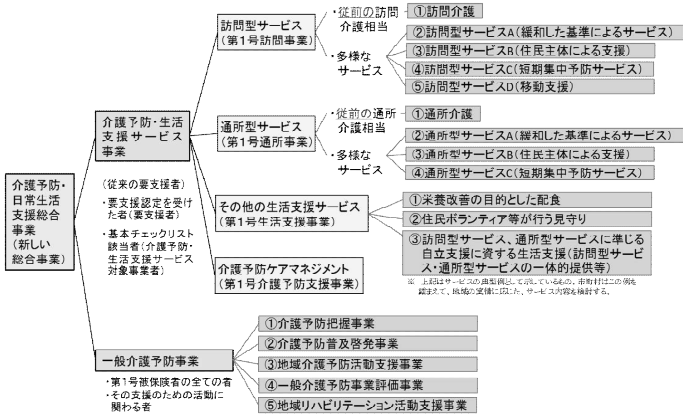 介護予防・
日常生活
支援総合
事業
(新しい
総合事業)
介護予防・生活
支援サービス
事業
(従来の要支援者)
・要支援認定を受け
た者(要支援者)
・基本チェックリスト
該当者(介護予防・
生活支援サービス
対象事業者)
訪問型サービス
(第1号訪問事業)
・従前の訪問
介護相当
①訪問介護
・多様な
サービス
②訪問型サービスA(緩和した基準によるサービス)
③訪問型サービスB(住民主体による支援)
④訪問型サービスC(短期集中予防サービス)
⑤訪問型サービスD(移動支援)
通所型サービス
(第1号通所事業)
・従前の通所
介護相当
①通所介護
・多様な
サービス
②通所型サービスA(緩和した基準によるサービス)
③通所型サービスB(住民主体による支援)
④通所型サービスC(短期集中予防サービス)
その他の生活支援サービス
(第1号生活支援事業)
①栄養改善の目的とした配食
②住民ボランティア等が行う見守り
③訪問型サービス、通所型サービスに準じる
自立支援に資する生活支援(訪問型サービ
ス・通所型サービスの一体的提供等)
※ 上記はサービスの典型例として示しているもの。市町村はこの例を
踏まえて、地域の実情に応じた、サービス内容を検討する。
介護予防ケアマネジメント
(第1号介護予防支援事業)
一般介護予防事業
・第1号被保険者の全ての者
・その支援のための活動に
関わる者
①介護予防把握事業
②介護予防普及啓発事業
③地域介護予防活動支援事業
④一般介護予防事業評価事業
⑤地域リハビリテーション活動支援事業